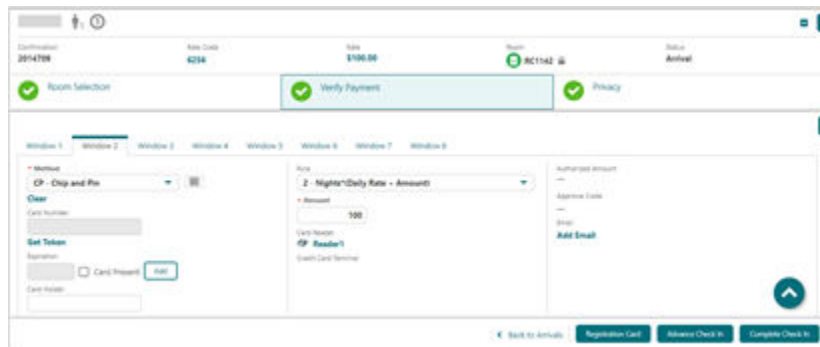 Confirmation
2014709
Rate Code
6234
Rate
$100.00
Room
RC1142
Status
Arrival
Room Selection
Verify Payment
Privacy
Window 1 Window 2 Window 3 Window 4 Window 5 Window 6 Window 7 Window 8
* Method
CP - Chip and Pin
Clear
Card Number
Get Token
Expiration
Card Present
Edit
Card Holder
Rule
2 - Nights*(Daily Rate + Amount)
* Amount
100
Card Reader
Reader1
Credit Card Terminal
Authorized Amount
---
Approval Code
---
Email
Add Email
Back to Arrivals
Registration Card
Advance Check In
Complete Check In